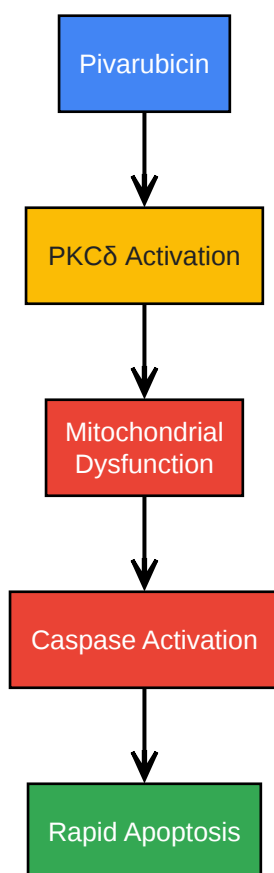 Pivarubicin
PKCδ Activation
Mitochondrial
Dysfunction
Caspase Activation
Rapid Apoptosis